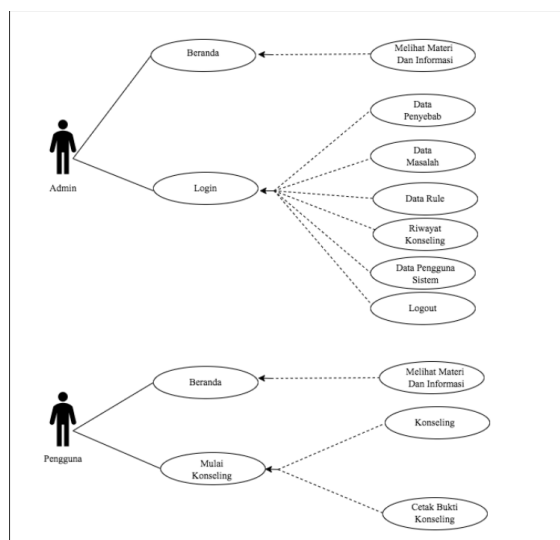 Beranda
Melihat Materi
Dan Informasi
Data
Penyebab
Data
Masalah
Admin
Login
Data Rule
Riwayat
Konseling
Data Pengguna
Sistem
Logout
Beranda
Melihat Materi
Dan Informasi
Konseling
Pengguna
Mulai
Konseling
Cetak Bukti
Konseling